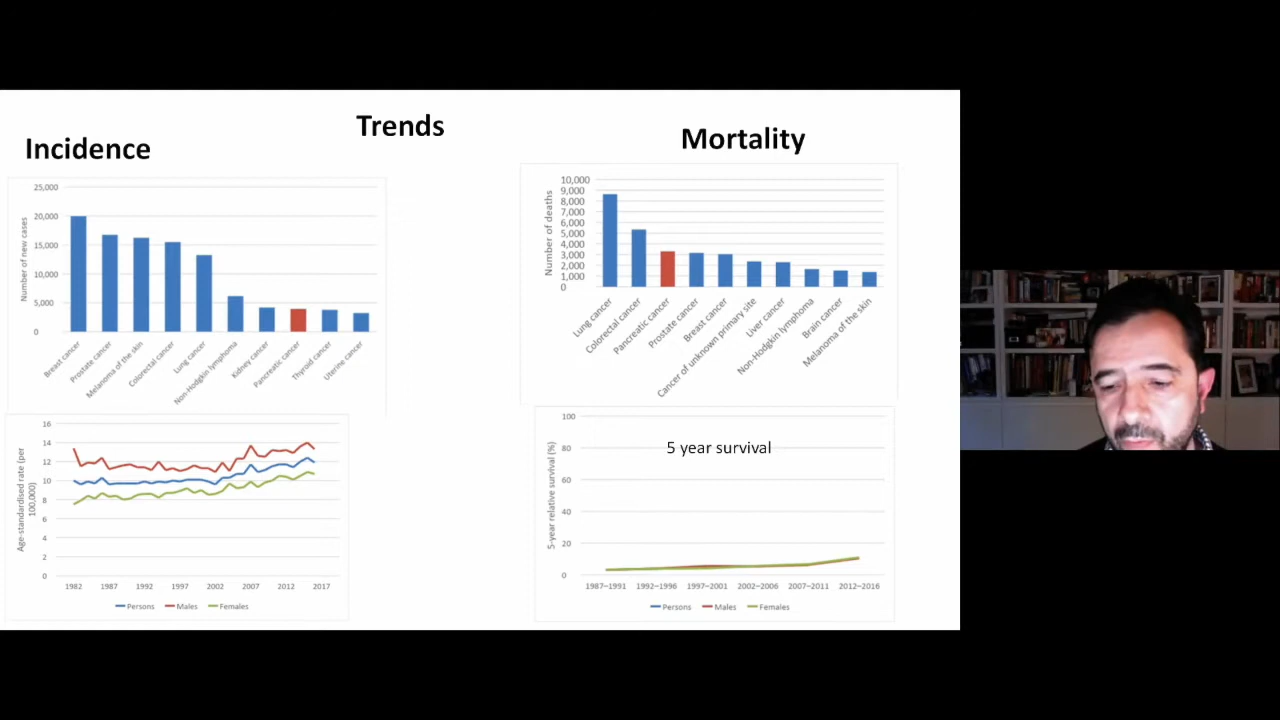 Trends
Incidence
Mortality
25,000
20,000
15,000
10,000
5,000
0
Number of new cases
Breast cancer
Prostate cancer
Melanoma of the skin
Colorectal cancer
Lung cancer
Non-Hodgkin lymphoma
Kidney cancer
Pancreatic cancer
Thyroid cancer
Uterine cancer
10,000
9,000
8,000
7,000
6,000
5,000
4,000
3,000
2,000
1,000
0
Number of deaths
Lung cancer
Colorectal cancer
Pancreatic cancer
Prostate cancer
Breast cancer
Cancer of unknown primary site
Liver cancer
Non-Hodgkin lymphoma
Brain cancer
Melanoma of the skin
16
14
12
10
8
6
4
2
0
Age-standardised rate (per
100,000)
1982 1987 1992 1997 2002 2007 2012 2017
Persons Males Females
100
80
60
40
20
0
5-year relative survival (%)
5 year survival
1987–1991 1992–1996 1997–2001 2002–2006 2007–2011 2012–2016
Persons Males Females